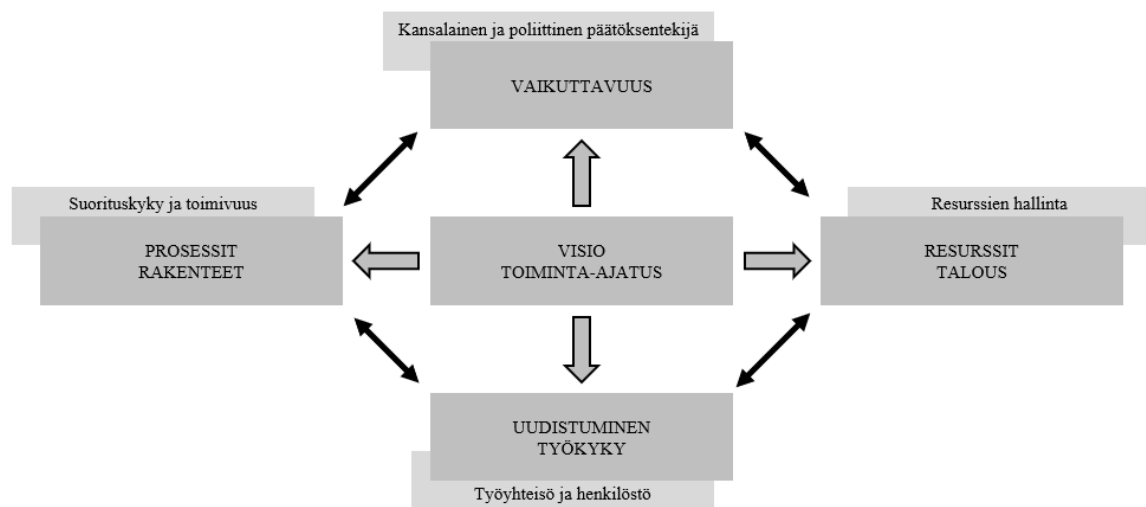 Kansalainen ja poliittinen päätöksentekijä
VAIKUTTAVUUS
Suorituskyky ja toimivuus
PROSESSIT
RAKENTEET
VISIO
TOIMINTA-AJATUS
Resurssien hallinta
RESURSSIT
TALOUS
UUDISTUMINEN
TYÖKYKY
Työyhteisö ja henkilöstö